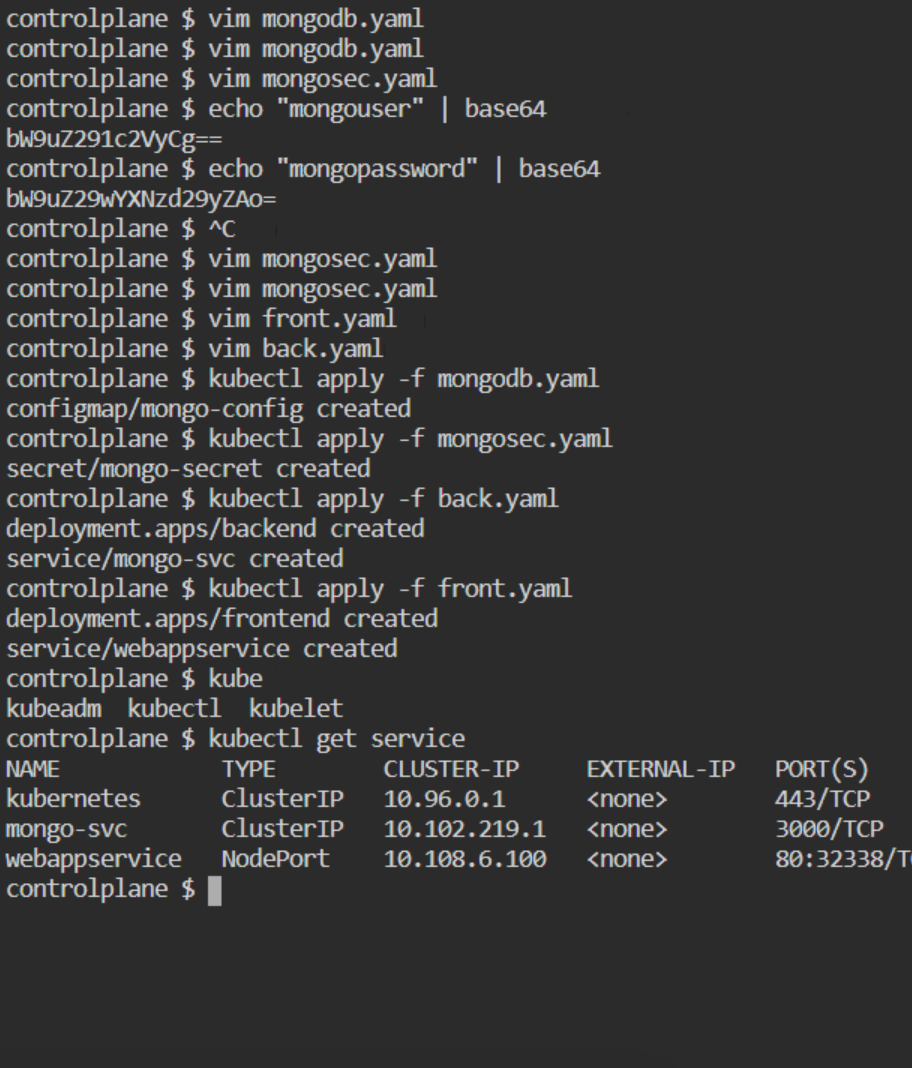 controlplane $ vim mongodb.yaml
controlplane $ vim mongodb.yaml
controlplane $ vim mongosec.yaml
controlplane $ echo "mongouser" | base64
bW9uZ291c2VyCg==
controlplane $ echo "mongopassword" | base64
bW9uZ29wYXNzd29yZAo=
controlplane $ ^C
controlplane $ vim mongosec.yaml
controlplane $ vim mongosec.yaml
controlplane $ vim front.yaml
controlplane $ vim back.yaml
controlplane $ kubectl apply -f mongodb.yaml
configmap/mongo-config created
controlplane $ kubectl apply -f mongosec.yaml
secret/mongo-secret created
controlplane $ kubectl apply -f back.yaml
deployment.apps/backend created
service/mongo-svc created
controlplane $ kubectl apply -f front.yaml
deployment.apps/frontend created
service/webappservice created
controlplane $ kube
kubeadm  kubectl  kubelet
controlplane $ kubectl get service
NAME            TYPE        CLUSTER-IP     EXTERNAL-IP   PORT(S)
kubernetes      ClusterIP   10.96.0.1      <none>        443/TCP
mongo-svc       ClusterIP   10.102.219.1   <none>        3000/TCP
webappservice   NodePort    10.108.6.100   <none>        80:32338/T
controlplane $